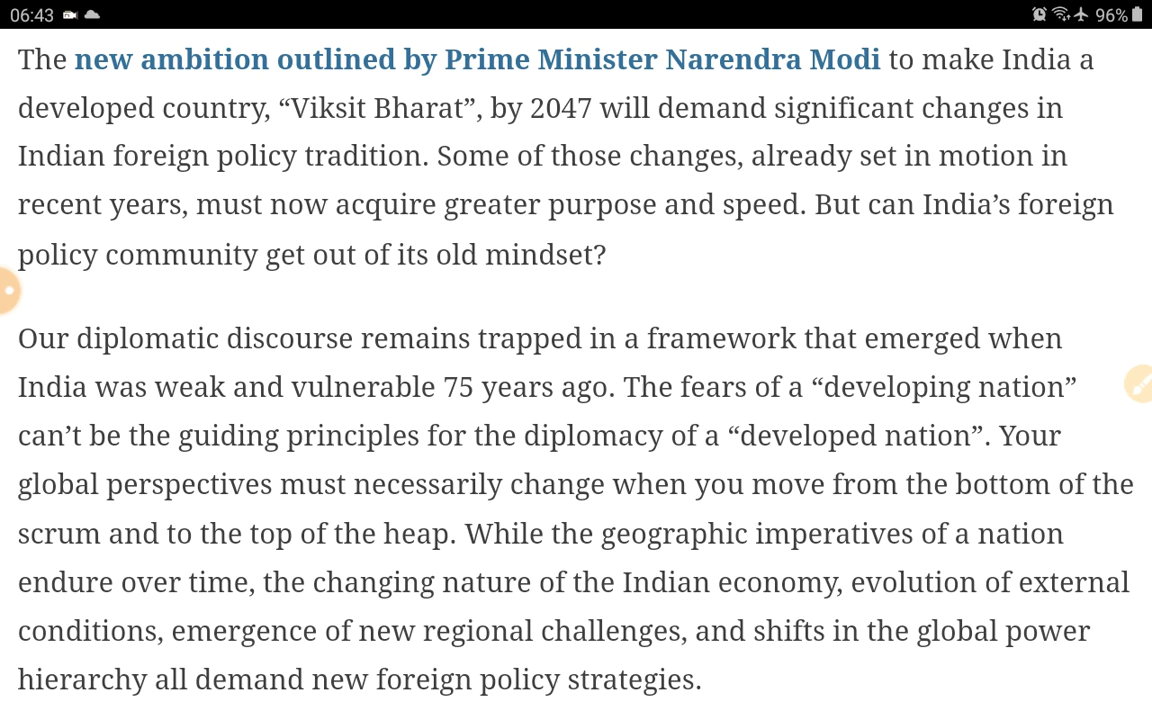 06:43
96%
The new ambition outlined by Prime Minister Narendra Modi to make India a
developed country, “Viksit Bharat”, by 2047 will demand significant changes in
Indian foreign policy tradition. Some of those changes, already set in motion in
recent years, must now acquire greater purpose and speed. But can India’s foreign
policy community get out of its old mindset?
Our diplomatic discourse remains trapped in a framework that emerged when
India was weak and vulnerable 75 years ago. The fears of a “developing nation”
can’t be the guiding principles for the diplomacy of a “developed nation”. Your
global perspectives must necessarily change when you move from the bottom of the
scrum and to the top of the heap. While the geographic imperatives of a nation
endure over time, the changing nature of the Indian economy, evolution of external
conditions, emergence of new regional challenges, and shifts in the global power
hierarchy all demand new foreign policy strategies.